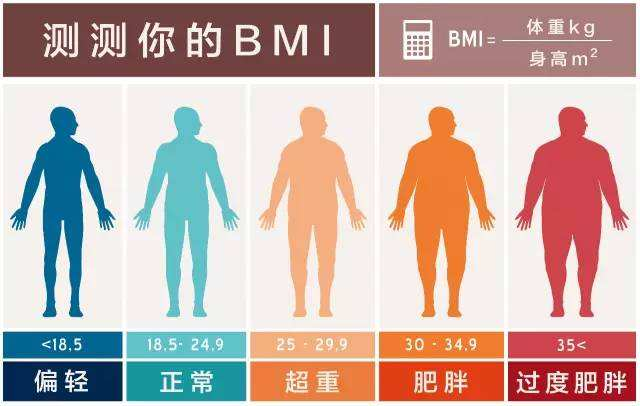 测测你的BMI
BMI=
体重kg
身高m²
<18.5
18.5- 24.9
25 - 29.9
30 - 34.9
35<
偏轻
正常
超重
肥胖
过度肥胖